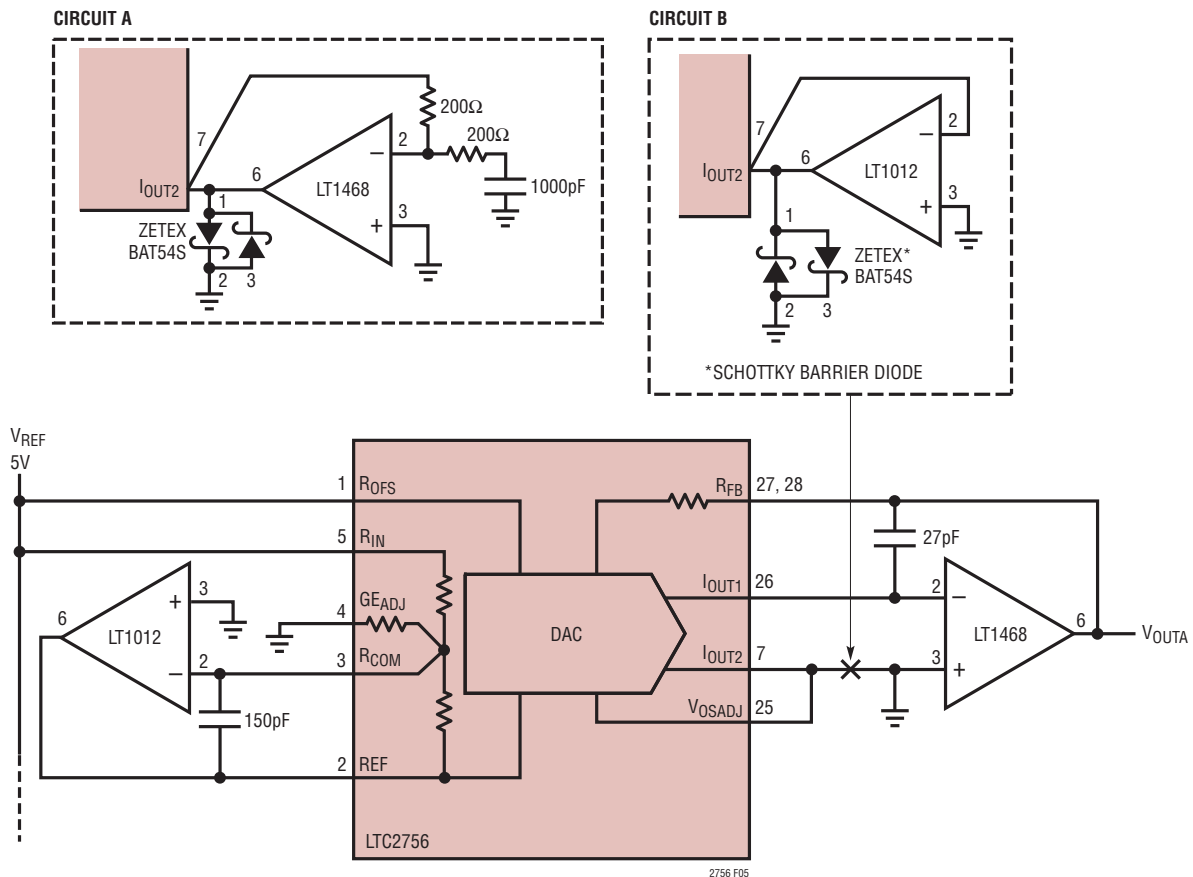 CIRCUIT A
7
IOUT2
6
1
ZETEX
BAT54S
2
3
LT1468
2
−
3
+
200Ω
200Ω
1000pF
CIRCUIT B
7
IOUT2
6
1
LT1012
2
−
3
+
ZETEX*
BAT54S
2
3
*SCHOTTKY BARRIER DIODE
VREF
5V
1 ROFS
5 RIN
4 GEADJ
3 RCOM
2 REF
6
LT1012
3
+
2
−
150pF
DAC
LTC2756
RFB 27, 28
IOUT1 26
IOUT2 7
VOSADJ 25
27pF
2
−
3
+
LT1468
6
VOUTA
2756 F05